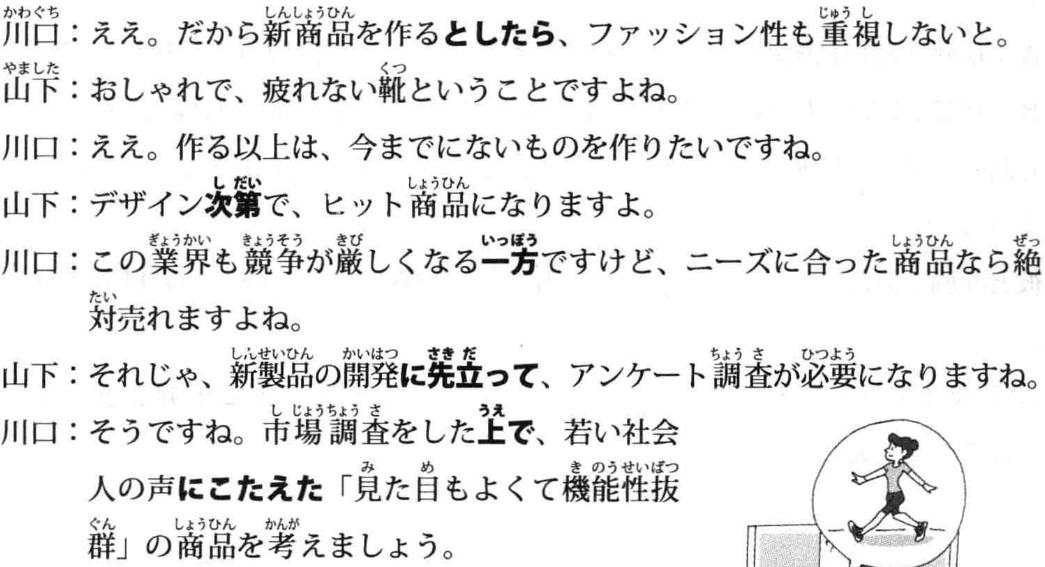 川口：ええ。だから新商品を作るとしたら、ファッション性も重視しないと。
山下：おしゃれで、疲れない靴ということですよね。
川口：ええ。作る以上は、今までにないものを作りたいですね。
山下：デザイン次第で、ヒット商品になりますよ。
川口：この業界も競争が厳しくなる一方ですけど、ニーズに合った商品なら絶
対売れますよね。
山下：それじゃ、新製品の開発に先立って、アンケート調査が必要になりますね。
川口：そうですね。市場調査をした上で、若い社会
人の声にこたえた「見た目もよくて機能性抜
群」の商品を考えましょう。